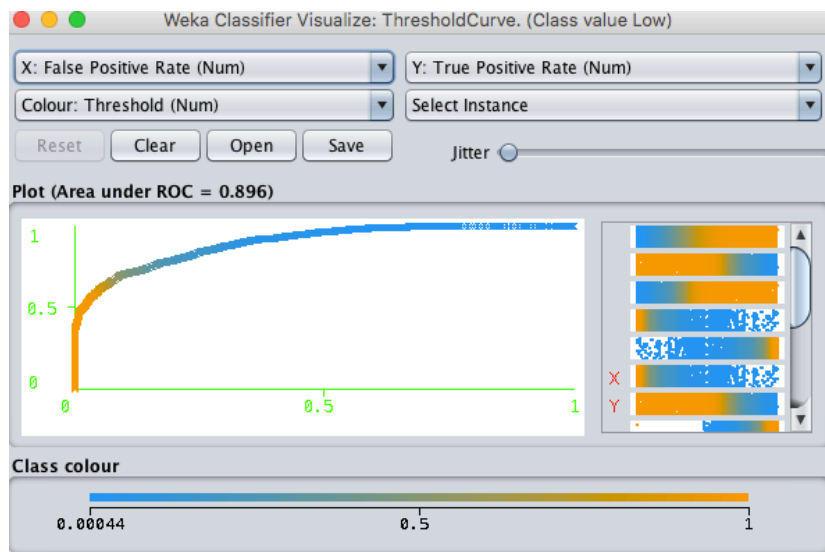 Weka Classifier Visualize: ThresholdCurve. (Class value Low)
X: False Positive Rate (Num)
Y: True Positive Rate (Num)
Colour: Threshold (Num)
Select Instance
Reset
Clear
Open
Save
Jitter
Plot (Area under ROC = 0.896)
1
0.5
0
0
0.5
1
X
Y
Class colour
0.00044
0.5
1